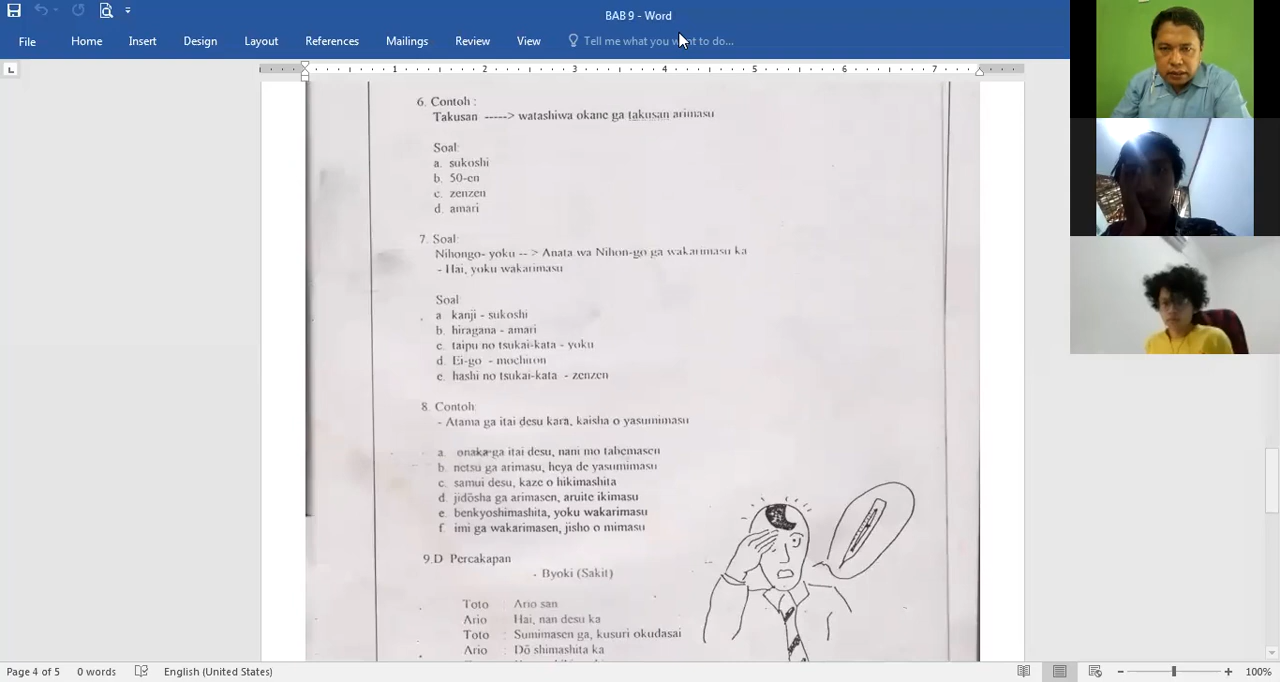 BAB 9 - Word
File Home Insert Design Layout References Mailings Review View Tell me what you want to do...
1 2 3 4 5 6 7
6. Contoh :
Takusan -----> watashiwa okane ga takusan arimasu
Soal:
a. sukoshi
b. 50-en
c. zenzen
d. amari
7. Soal:
Nihongo- yoku -- > Anata wa Nihon-go ga wakarimasu ka
- Hai, yoku wakarimasu
Soal
a kanji - sukoshi
b. hiragana - amari
c. taipu no tsukai-kata - yoku
d. Ei-go - mochiron
e. hashi no tsukai-kata - zenzen
8. Contoh:
- Atama ga itai desu kara, kaisha o yasumimasu
a. onaka-ga itai desu, nani mo tabemasen
b. netsu ga arimasu, heya de yasumimasu
c. samui desu, kaze o hikimashita
d. jidōsha ga arimasen, aruite ikimasu
e. benkyoshimashita, yoku wakarimasu
f. imi ga wakarimasen, jisho o mimasu
9.D Percakapan
- Byoki (Sakit)
Toto : Ario san
Ario : Hai, nan desu ka
Toto : Sumimasen ga, kusuri okudasai
Ario : Dō shimashita ka
Page 4 of 5 0 words English (United States) 100%